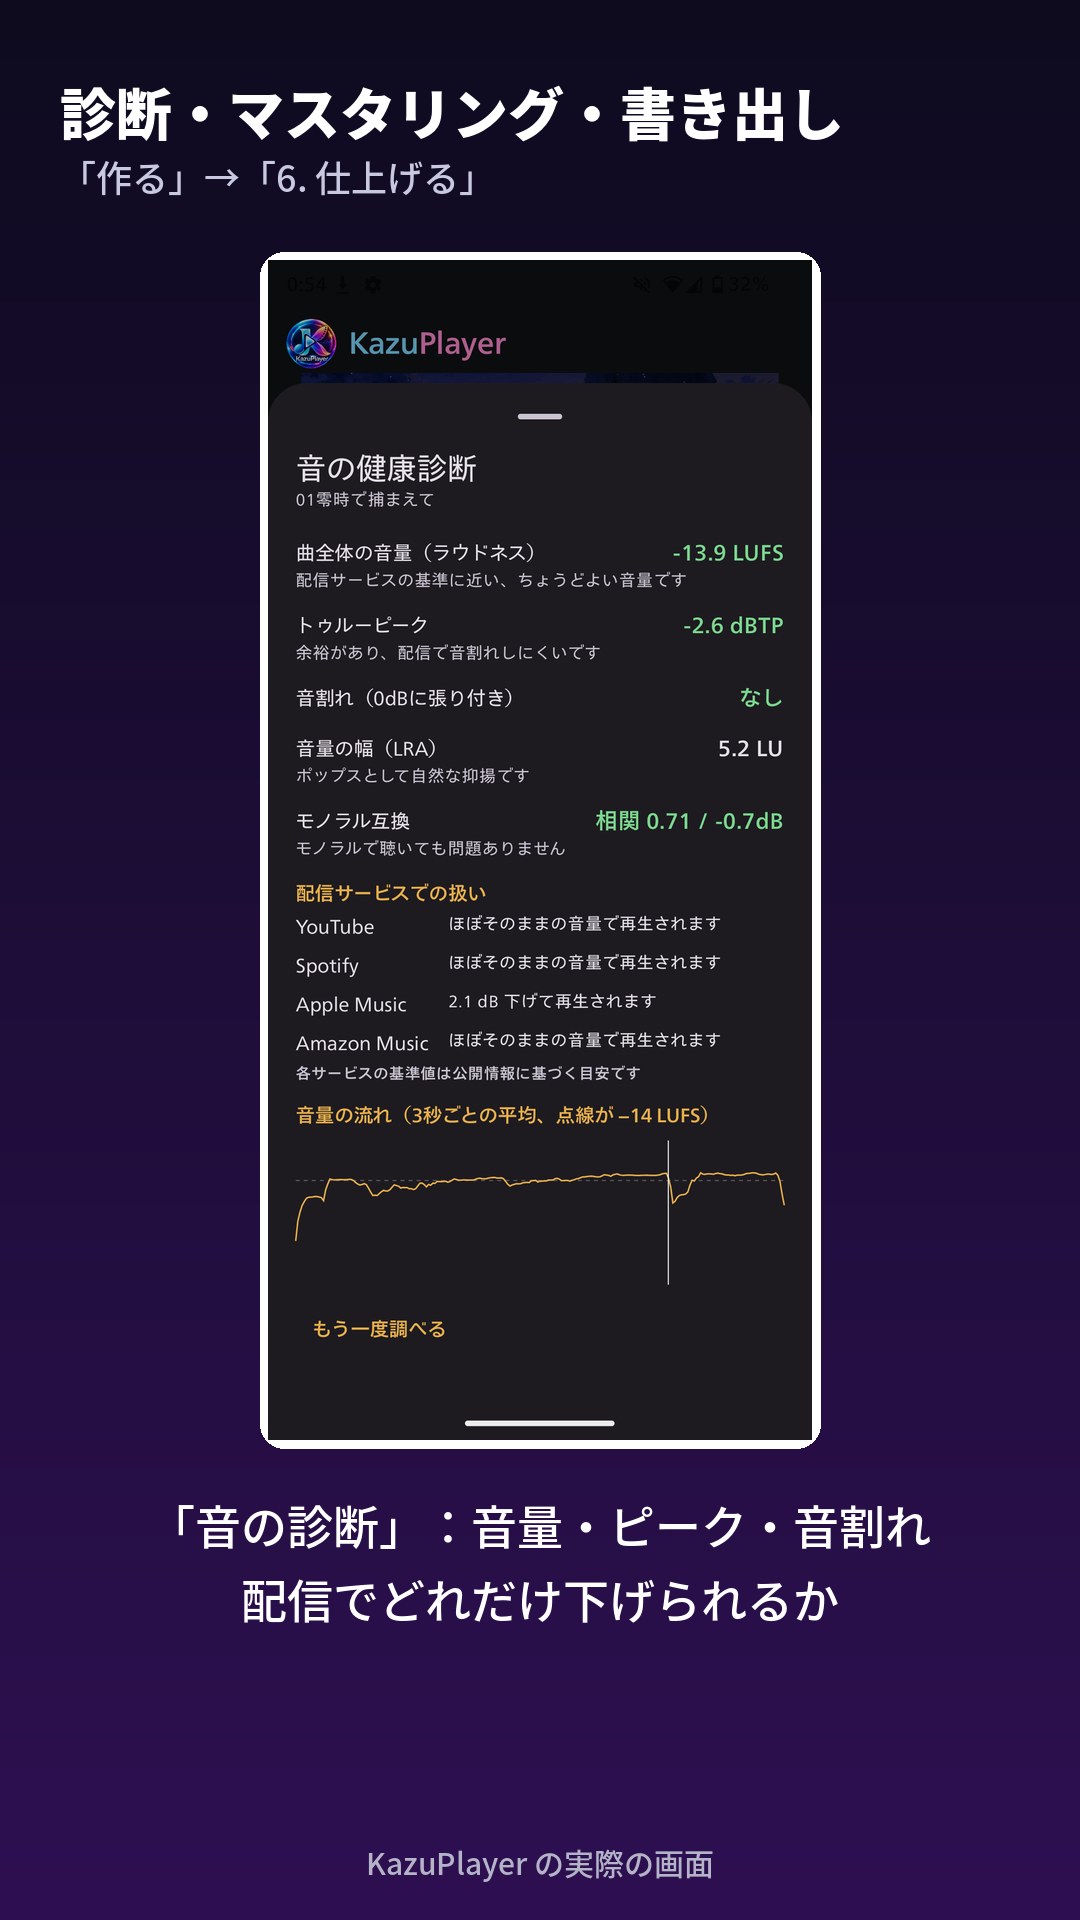 診断・マスタリング・書き出し
「作る」→「6. 仕上げる」
0:54 32%
KazuPlayer KazuPlayer
音の健康診断
01零時で捕まえて
曲全体の音量（ラウドネス） -13.9 LUFS
配信サービスの基準に近い、ちょうどよい音量です
トゥルーピーク -2.6 dBTP
余裕があり、配信で音割れしにくいです
音割れ（0dBに張り付き） なし
音量の幅（LRA） 5.2 LU
ポップスとして自然な抑揚です
モノラル互換 相関 0.71 / -0.7dB
モノラルで聴いても問題ありません
配信サービスでの扱い
YouTube ほぼそのままの音量で再生されます
Spotify ほぼそのままの音量で再生されます
Apple Music 2.1 dB 下げて再生されます
Amazon Music ほぼそのままの音量で再生されます
各サービスの基準値は公開情報に基づく目安です
音量の流れ（3秒ごとの平均、点線が −14 LUFS）
もう一度調べる
「音の診断」：音量・ピーク・音割れ
配信でどれだけ下げられるか
KazuPlayer の実際の画面